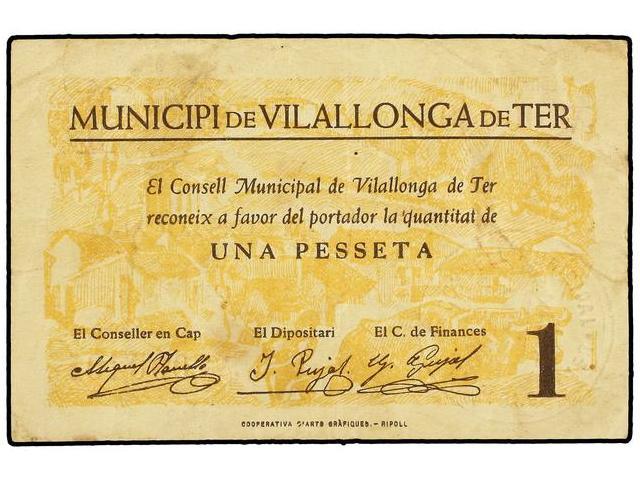 MUNICIPI DE VILALLONGA DE TER
El Consell Municipal de Vilallonga de Ter
reconeix a favor del portador la quantitat de
UNA PESSETA
El Conseller en Cap El Dipositari El C. de Finances
J. Pujol
1
COOPERATIVA D'ARTS GRÀFIQUES. – RIPOLL